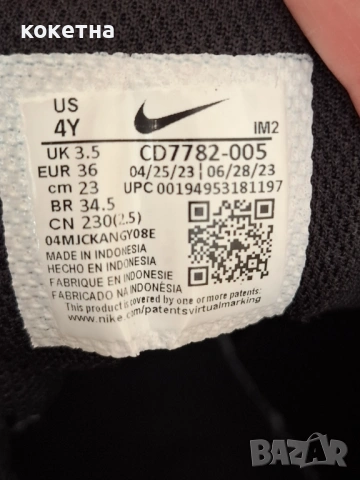 koketha
US
4Y
IM2
UK 3.5
CD7782-005
EUR 36
04/25/23 | 06/28/23
cm 23
UPC 00194953181197
BR 34.5
CN 230(2.5)
04MJCKANGY08E
MADE IN INDONESIA
HECHO EN INDONESIA
FABRIQUE EN INDONESIE
FABRICADO NA INDONÉSIA
This product is covered by one or more patents:
www.nike.com/patentsvirtualmarking
BAZAR